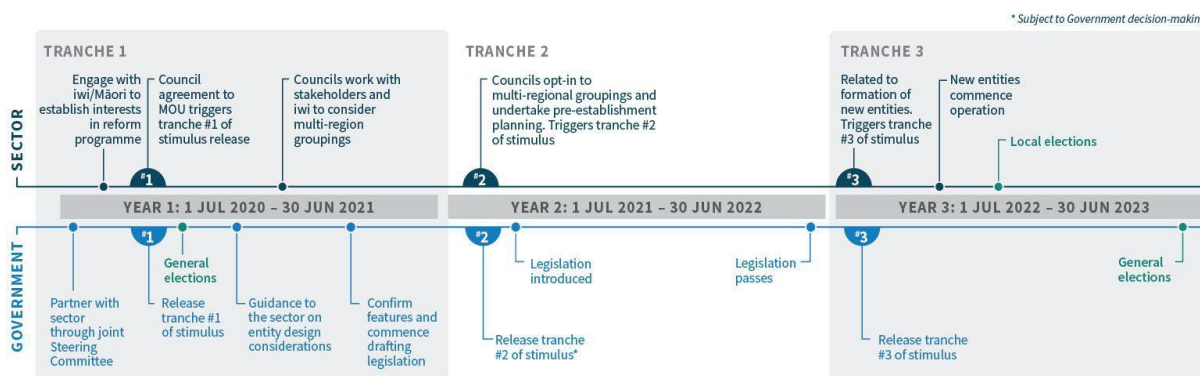 * Subject to Government decision-makin
TRANCHE 1
TRANCHE 2
TRANCHE 3
SECTOR
Engage with
iwi/Māori to
establish interests
in reform
programme
Council
agreement to
MOU triggers
tranche #1 of
stimulus release
Councils work with
stakeholders and
iwi to consider
multi-region
groupings
Councils opt-in to
multi-regional groupings and
undertake pre-establishment
planning. Triggers tranche #2
of stimulus
Related to
formation of
new entities.
Triggers tranche
#3 of stimulus
New entities
commence
operation
Local elections
#1
#2
#3
YEAR 1: 1 JUL 2020 – 30 JUN 2021
YEAR 2: 1 JUL 2021 – 30 JUN 2022
YEAR 3: 1 JUL 2022 – 30 JUN 2023
GOVERNMENT
#1
#2
#3
Partner with
sector
through joint
Steering
Committee
Release
tranche #1
of stimulus
General
elections
Guidance to
the sector on
entity design
considerations
Confirm
features and
commence
drafting
legislation
Release tranche
#2 of stimulus*
Legislation
introduced
Legislation
passes
Release tranche
#3 of stimulus
General
elections